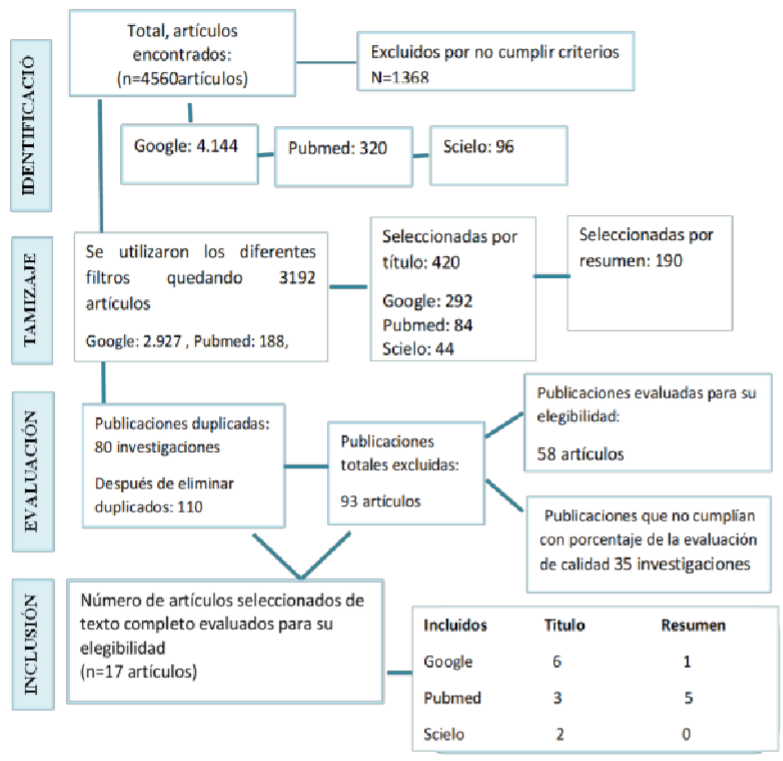 IDENTIFICACIÓ
Total, artículos
encontrados:
(n=4560artículos)
Excluidos por no cumplir criterios
N=1368
Google: 4.144
Pubmed: 320
Scielo: 96
TAMIZAJE
Se utilizaron los diferentes
filtros quedando 3192
artículos
Google: 2.927 , Pubmed: 188,
Seleccionadas por
título: 420
Google: 292
Pubmed: 84
Scielo: 44
Seleccionadas por
resumen: 190
EVALUACIÓN
Publicaciones duplicadas:
80 investigaciones
Después de eliminar
duplicados: 110
Publicaciones
totales excluidas:
93 artículos
Publicaciones evaluadas para su
elegibilidad:
58 artículos
Publicaciones que no cumplían
con porcentaje de la evaluación
de calidad 35 investigaciones
INCLUSIÓN
Número de artículos seleccionados de
texto completo evaluados para su
elegibilidad
(n=17 artículos)
Incluidos Titulo Resumen
Google 6 1
Pubmed 3 5
Scielo 2 0